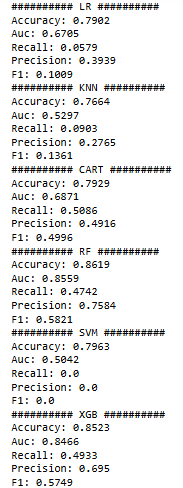 ########## LR ##########
Accuracy: 0.7902
Auc: 0.6705
Recall: 0.0579
Precision: 0.3939
F1: 0.1009
########## KNN ##########
Accuracy: 0.7664
Auc: 0.5297
Recall: 0.0903
Precision: 0.2765
F1: 0.1361
########## CART ##########
Accuracy: 0.7929
Auc: 0.6871
Recall: 0.5086
Precision: 0.4916
F1: 0.4996
########## RF ##########
Accuracy: 0.8619
Auc: 0.8559
Recall: 0.4742
Precision: 0.7584
F1: 0.5821
########## SVM ##########
Accuracy: 0.7963
Auc: 0.5042
Recall: 0.0
Precision: 0.0
F1: 0.0
########## XGB ##########
Accuracy: 0.8523
Auc: 0.8466
Recall: 0.4933
Precision: 0.695
F1: 0.5749